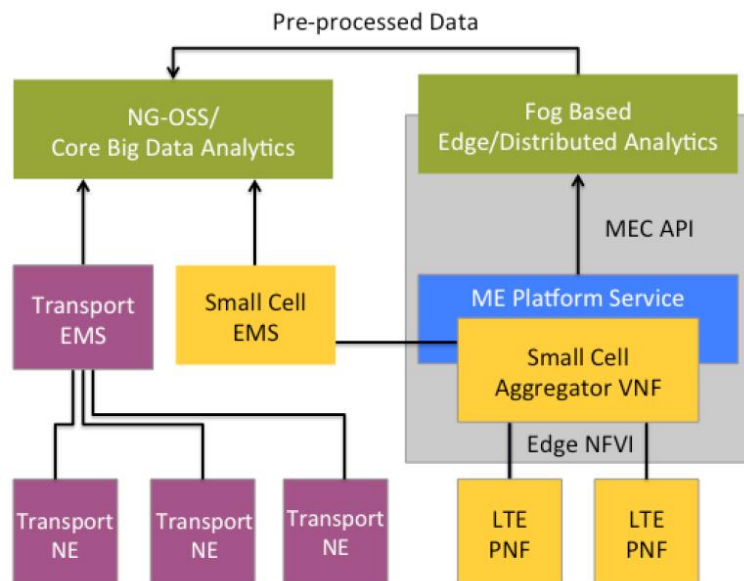 Pre-processed Data
NG-OSS/
Core Big Data Analytics
Fog Based
Edge/Distributed Analytics
MEC API
Transport
EMS
Small Cell
EMS
ME Platform Service
Small Cell
Aggregator VNF
Edge NFVI
Transport
NE
Transport
NE
Transport
NE
LTE
PNF
LTE
PNF